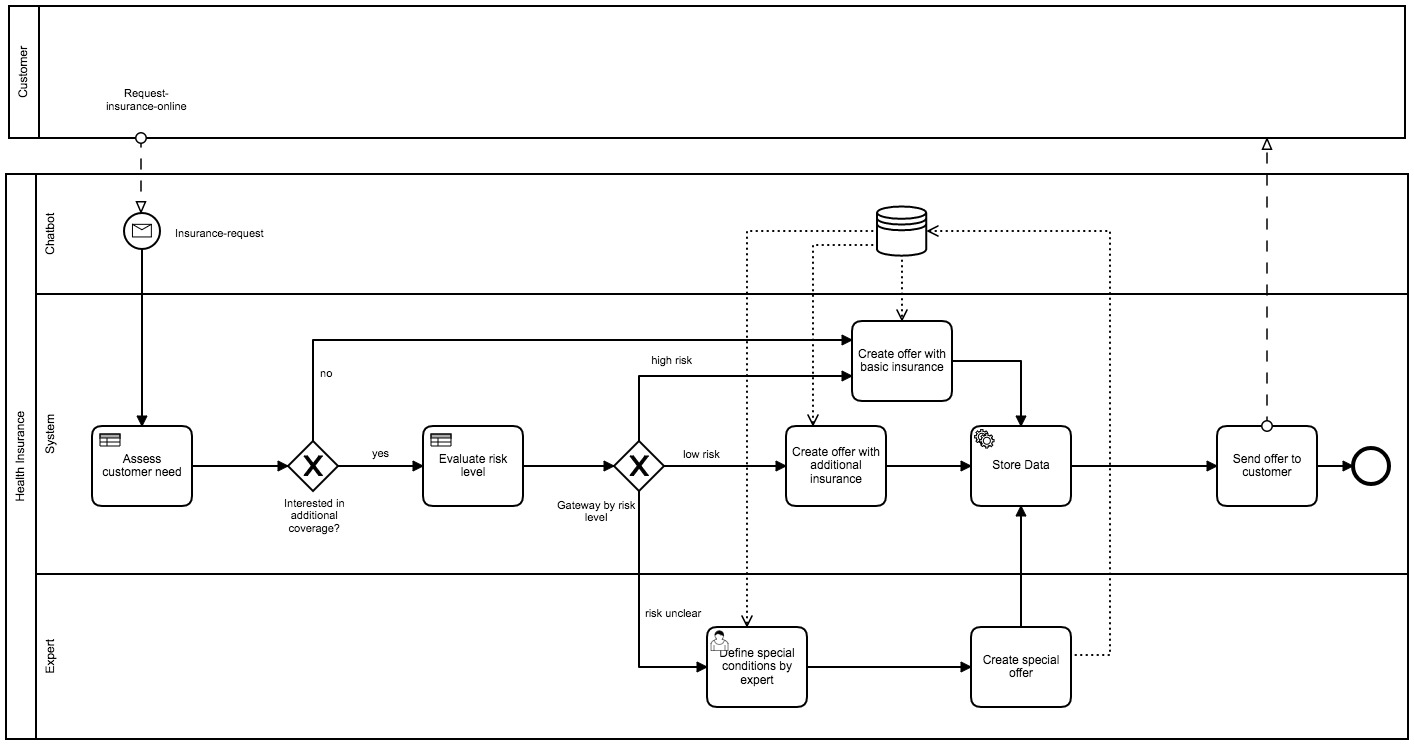 Customer
Request-
insurance-online
Health Insurance
Chatbot
Insurance-request
System
no
high risk
Create offer with
basic insurance
Assess
customer need
yes
Evaluate risk
level
low risk
Create offer with
additional
insurance
Store Data
Send offer to
customer
Interested in
additional
coverage?
Gateway by risk
level
Expert
risk unclear
Define special
conditions by
expert
Create special
offer